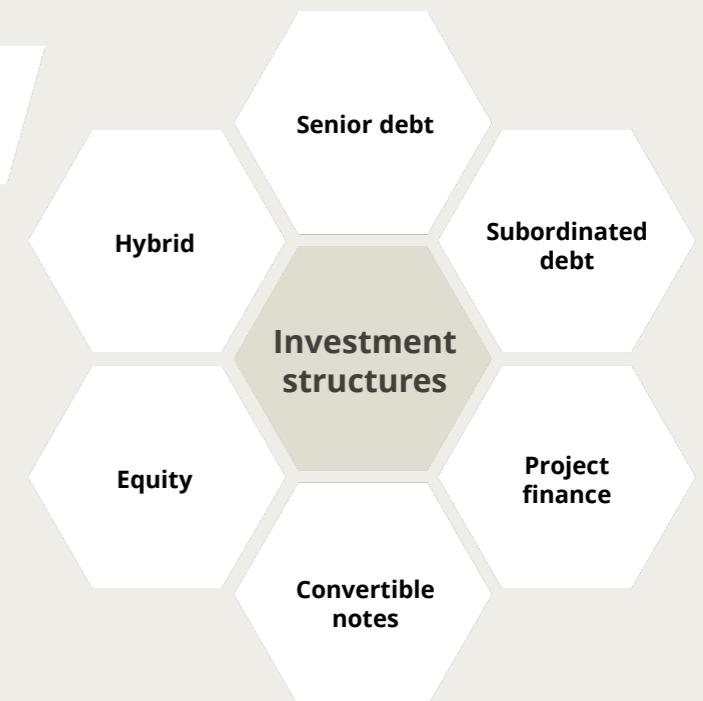 Senior debt
Hybrid
Subordinated
debt
Investment
structures
Equity
Project
finance
Convertible
notes